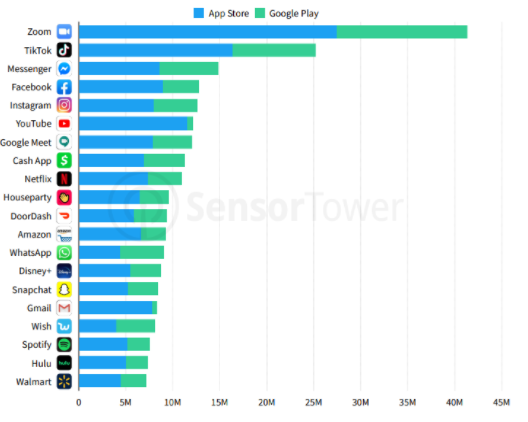 App Store Google Play
Zoom
TikTok
Messenger
Facebook
Instagram
YouTube
Google Meet
Cash App
Netflix
Houseparty
DoorDash
Amazon
WhatsApp
Disney+
Snapchat
Gmail
Wish
Spotify
Hulu
Walmart
SensorTower
0 5M 10M 15M 20M 25M 30M 35M 40M 45M